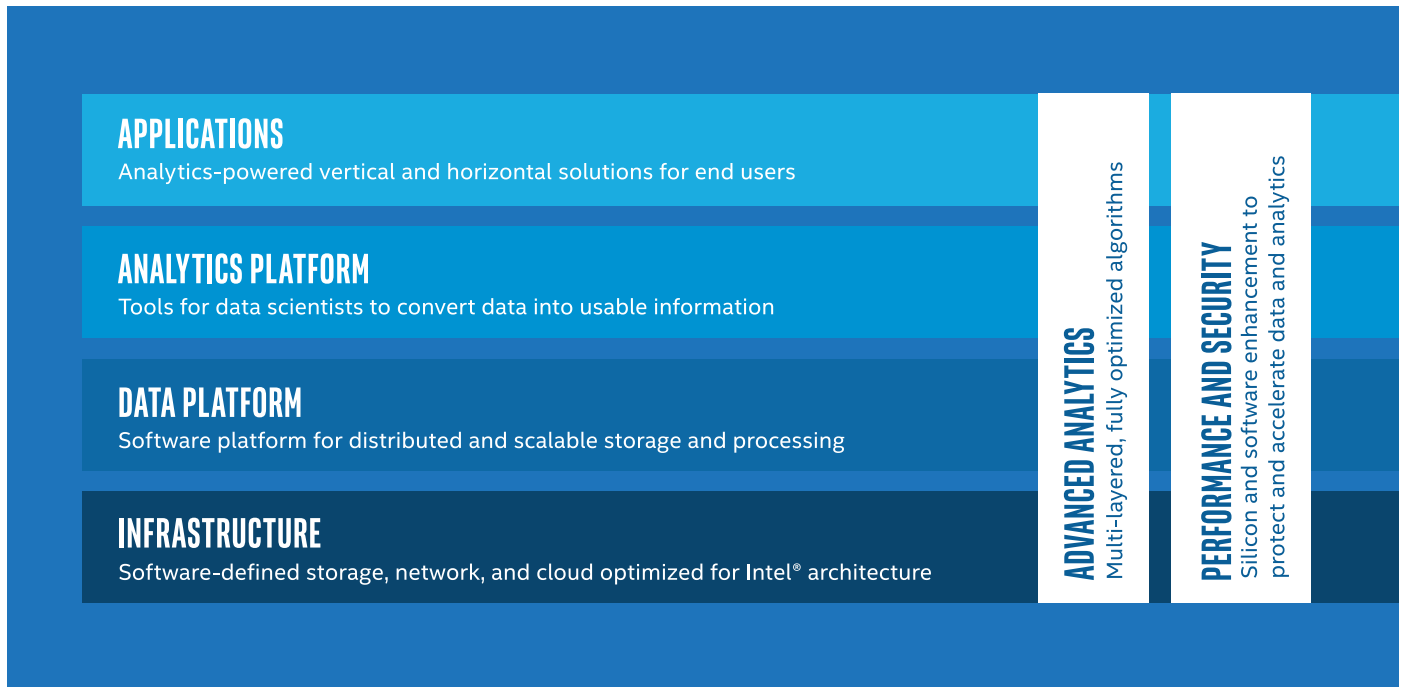 APPLICATIONS
Analytics-powered vertical and horizontal solutions for end users
ANALYTICS PLATFORM
Tools for data scientists to convert data into usable information
DATA PLATFORM
Software platform for distributed and scalable storage and processing
INFRASTRUCTURE
Software-defined storage, network, and cloud optimized for Intel® architecture
ADVANCED ANALYTICS
Multi-layered, fully optimized algorithms
PERFORMANCE AND SECURITY
Silicon and software enhancement to
protect and accelerate data and analytics